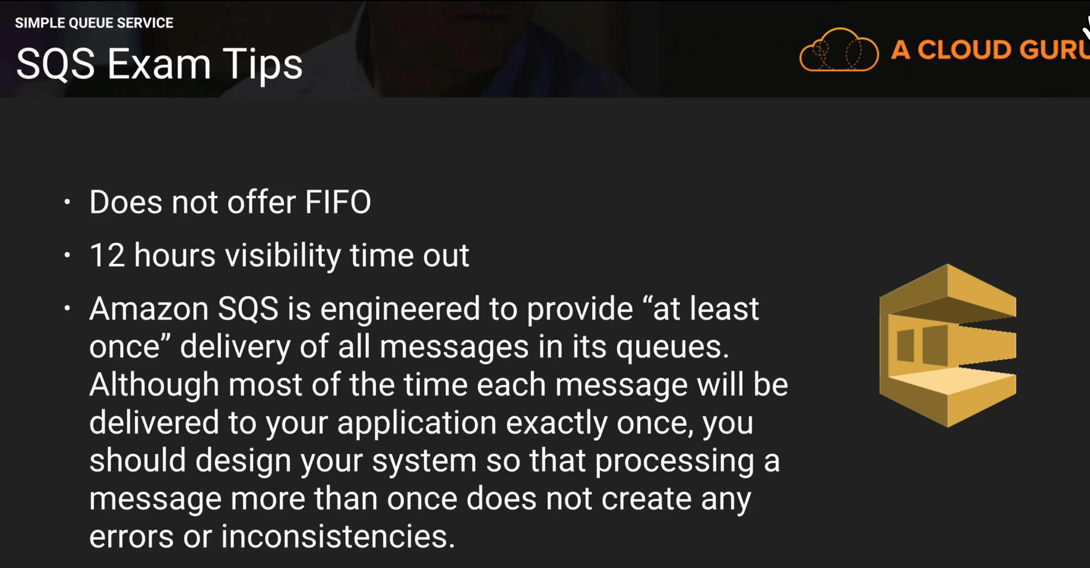 SIMPLE QUEUE SERVICE
SQS Exam Tips
A CLOUD GURU
• Does not offer FIFO
• 12 hours visibility time out
• Amazon SQS is engineered to provide “at least
once” delivery of all messages in its queues.
Although most of the time each message will be
delivered to your application exactly once, you
should design your system so that processing a
message more than once does not create any
errors or inconsistencies.